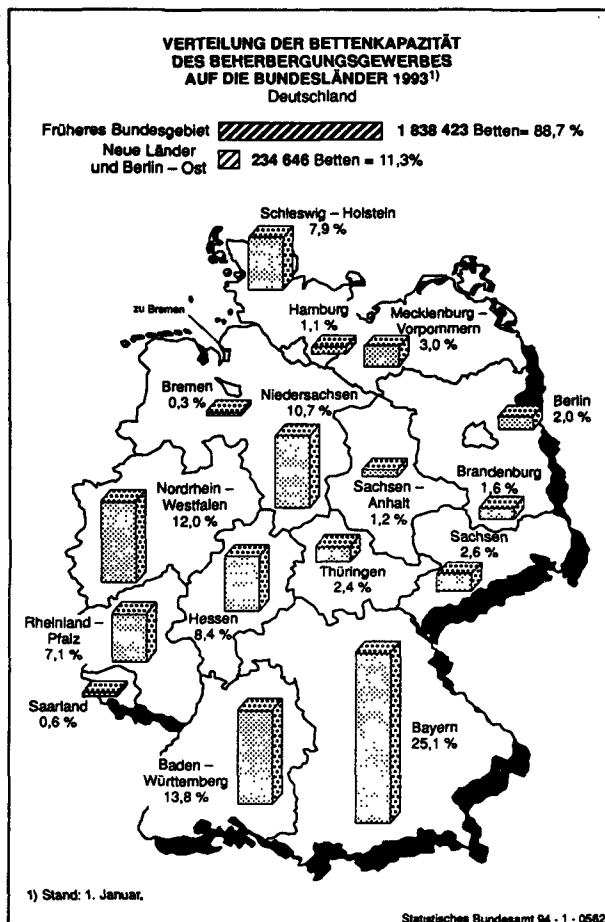 VERTEILUNG DER BETTENKAPAZITÄT
DES BEHERBERGUNGSGEWERBES
AUF DIE BUNDESLÄNDER 1993¹⁾
Deutschland
Früheres Bundesgebiet 1 838 423 Betten= 88,7 %
Neue Länder
und Berlin – Ost 234 646 Betten = 11,3%
Schleswig – Holstein
7,9 %
zu Bremen
Hamburg
1,1 %
Mecklenburg –
Vorpommern
3,0 %
Bremen
0,3 %
Niedersachsen
10,7 %
Berlin
2,0 %
Nordrhein –
Westfalen
12,0 %
Sachsen –
Anhalt
1,2 %
Brandenburg
1,6 %
Sachsen
2,6 %
Thüringen
2,4 %
Hessen
8,4 %
Rheinland –
Pfalz
7,1 %
Saarland
0,6 %
Baden –
Württemberg
13,8 %
Bayern
25,1 %
1) Stand: 1. Januar.
Statistisches Bundesamt 94 - 1 - 0562